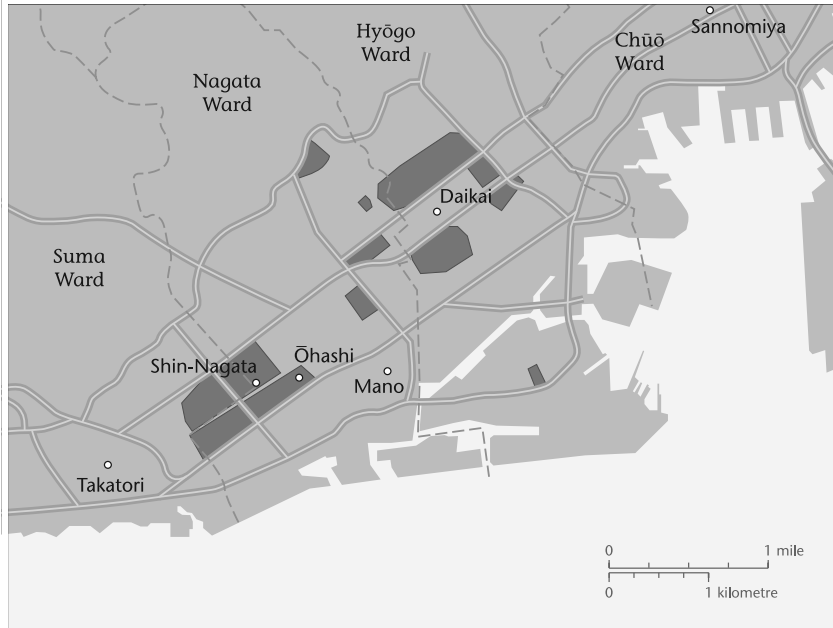 Sannomiya
Hyōgo
Ward
Chūō
Ward
Nagata
Ward
Daikai
Suma
Ward
Shin-Nagata
Ōhashi
Mano
Takatori
0 1 mile
0 1 kilometre